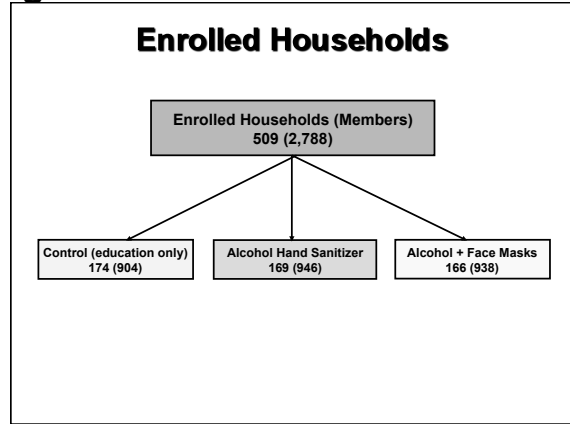 Enrolled Households
Enrolled Households (Members)
509 (2,788)
Control (education only)
174 (904)
Alcohol Hand Sanitizer
169 (946)
Alcohol + Face Masks
166 (938)